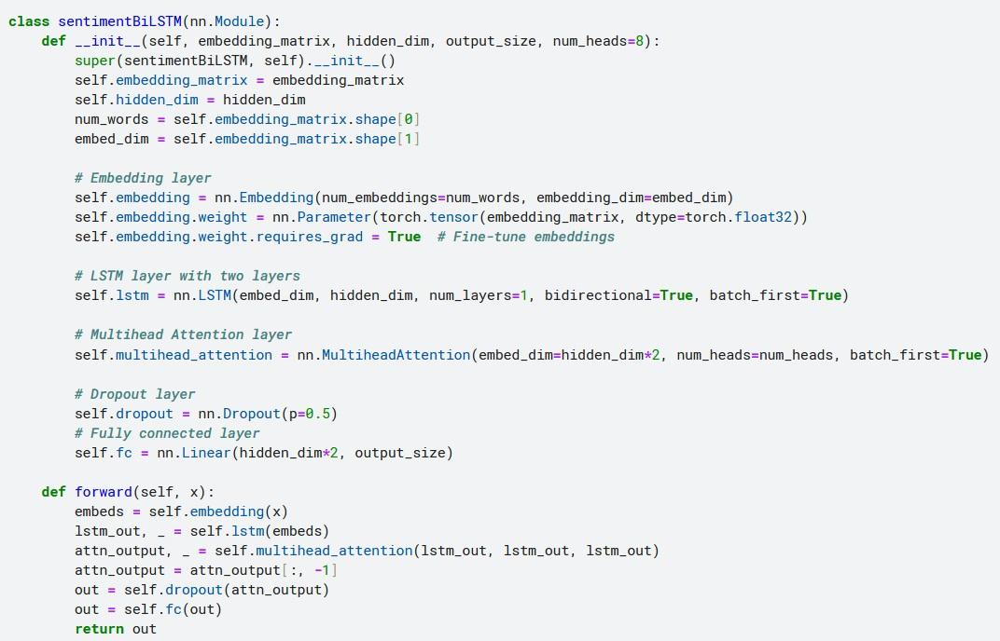 class sentimentBiLSTM(nn.Module):
    def __init__(self, embedding_matrix, hidden_dim, output_size, num_heads=8):
        super(sentimentBiLSTM, self).__init__()
        self.embedding_matrix = embedding_matrix
        self.hidden_dim = hidden_dim
        num_words = self.embedding_matrix.shape[0]
        embed_dim = self.embedding_matrix.shape[1]

        # Embedding layer
        self.embedding = nn.Embedding(num_embeddings=num_words, embedding_dim=embed_dim)
        self.embedding.weight = nn.Parameter(torch.tensor(embedding_matrix, dtype=torch.float32))
        self.embedding.weight.requires_grad = True  # Fine-tune embeddings

        # LSTM layer with two layers
        self.lstm = nn.LSTM(embed_dim, hidden_dim, num_layers=1, bidirectional=True, batch_first=True)

        # Multihead Attention layer
        self.multihead_attention = nn.MultiheadAttention(embed_dim=hidden_dim*2, num_heads=num_heads, batch_first=True)

        # Dropout layer
        self.dropout = nn.Dropout(p=0.5)
        # Fully connected layer
        self.fc = nn.Linear(hidden_dim*2, output_size)

    def forward(self, x):
        embeds = self.embedding(x)
        lstm_out, _ = self.lstm(embeds)
        attn_output, _ = self.multihead_attention(lstm_out, lstm_out, lstm_out)
        attn_output = attn_output[:, -1]
        out = self.dropout(attn_output)
        out = self.fc(out)
        return out